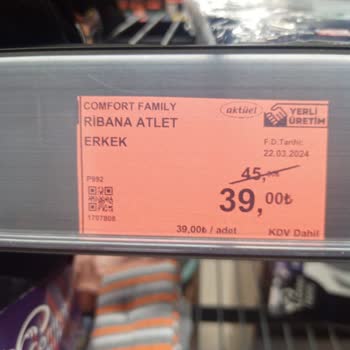 COMFORT FAMILY
RİBANA ATLET
ERKEK
aktüel
YERLİ
ÜRETİM
F.D.Tarihi:
22.03.2024
P992
45,
39,00₺
1707808
39,00₺ / adet
KDV Dahil